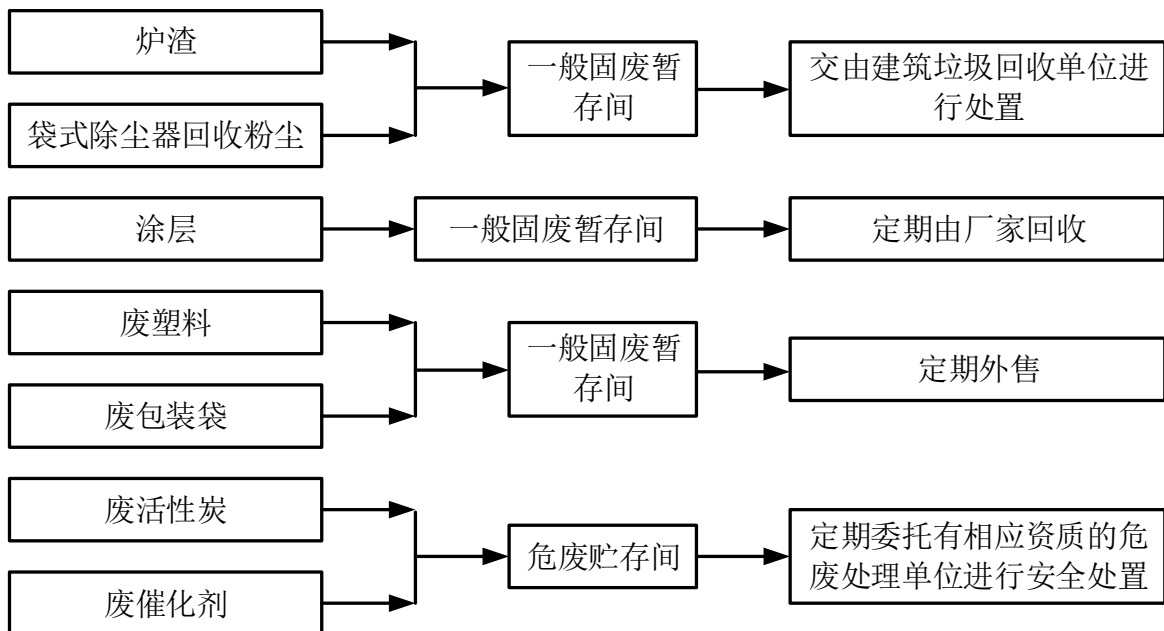 炉渣
袋式除尘器回收粉尘
一般固废暂
存间
交由建筑垃圾回收单位进
行处置
涂层
一般固废暂存间
定期由厂家回收
废塑料
废包装袋
一般固废暂
存间
定期外售
废活性炭
废催化剂
危废贮存间
定期委托有相应资质的危
废处理单位进行安全处置